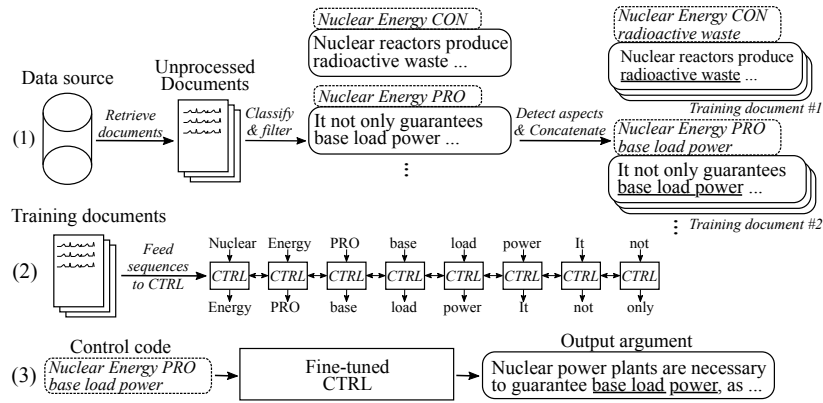 (1)
Data source
Retrieve
documents
Unprocessed
Documents
Classify
& filter
Nuclear Energy CON
Nuclear reactors produce
radioactive waste ...
Nuclear Energy PRO
It not only guarantees
base load power ...
⋮
Detect aspects
& Concatenate
Nuclear Energy CON
radioactive waste
Nuclear reactors produce
radioactive waste ...
Training document #1
Nuclear Energy PRO
base load power
It not only guarantees
base load power ...
⋮
Training document #2
(2)
Training documents
Feed
sequences
to CTRL
Nuclear Energy PRO base load power It not
CTRL CTRL CTRL CTRL CTRL CTRL CTRL CTRL
Energy PRO base load power It not only
(3)
Control code
Nuclear Energy PRO
base load power
Fine-tuned
CTRL
Output argument
Nuclear power plants are necessary
to guarantee base load power, as ...